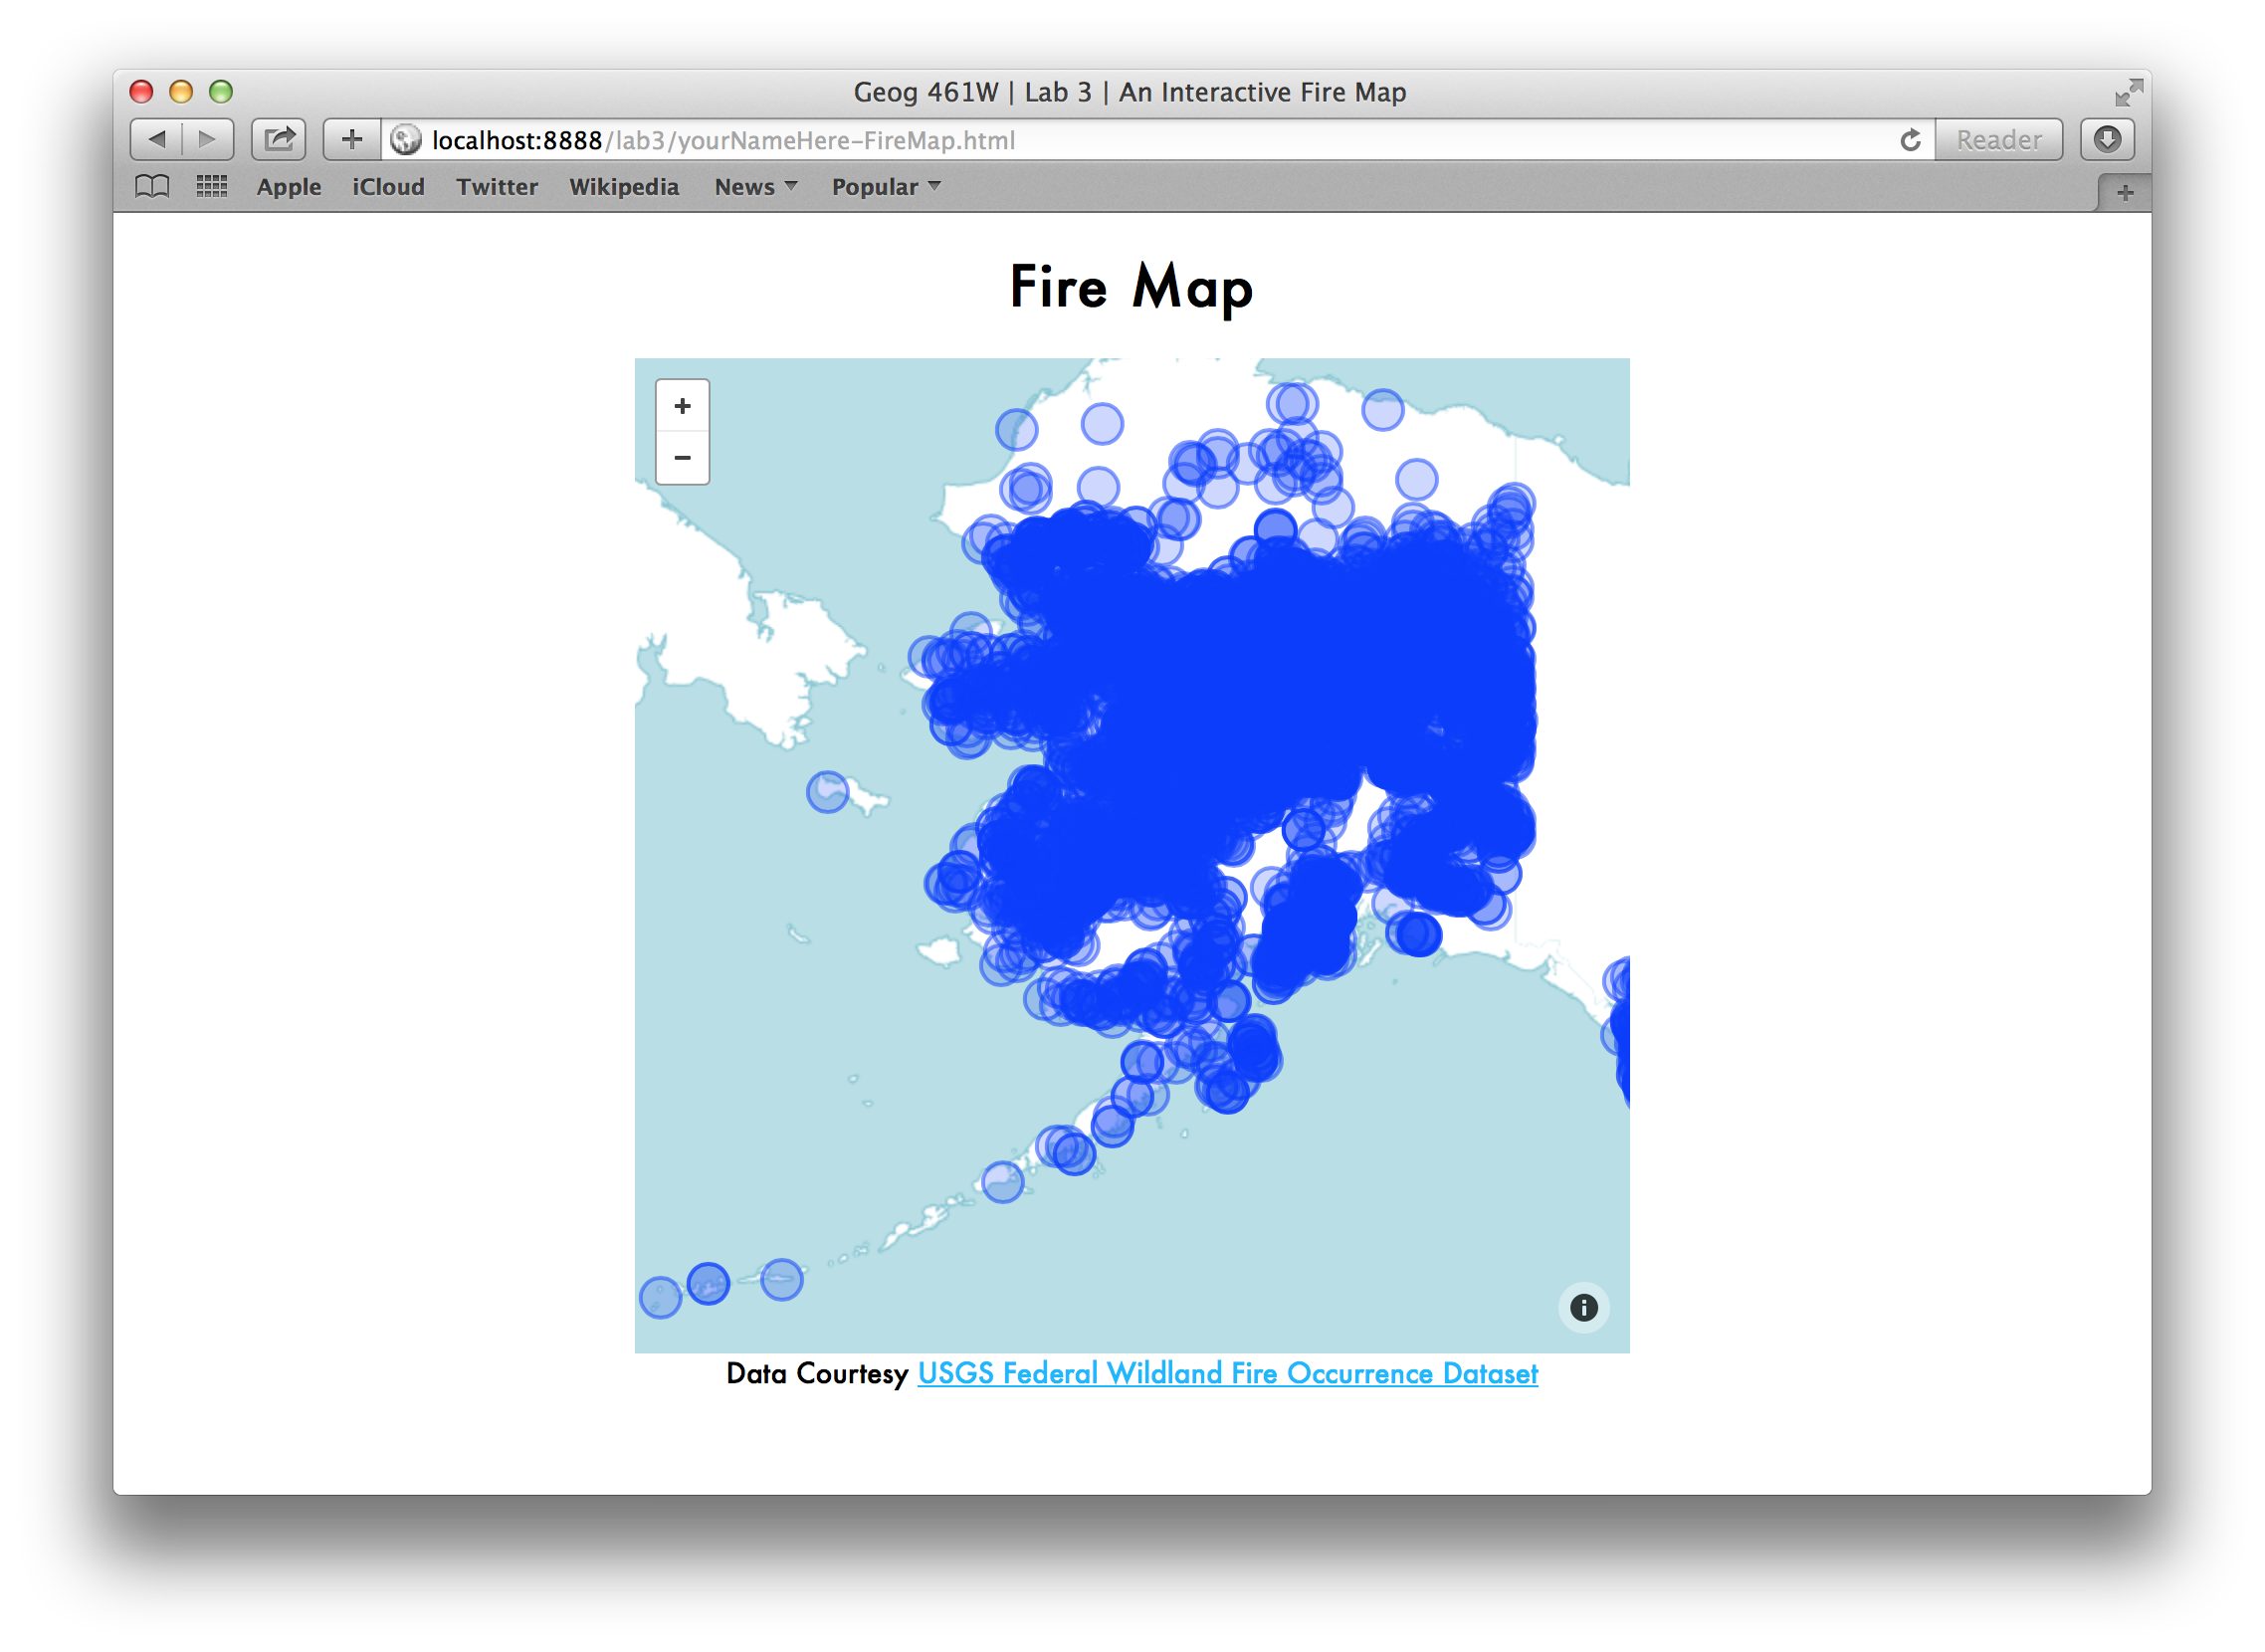 Geog 461W | Lab 3 | An Interactive Fire Map
localhost:8888/lab3/yourNameHere-FireMap.html
Reader
Apple iCloud Twitter Wikipedia News Popular
Fire Map
+
−
Data Courtesy USGS Federal Wildland Fire Occurrence Dataset